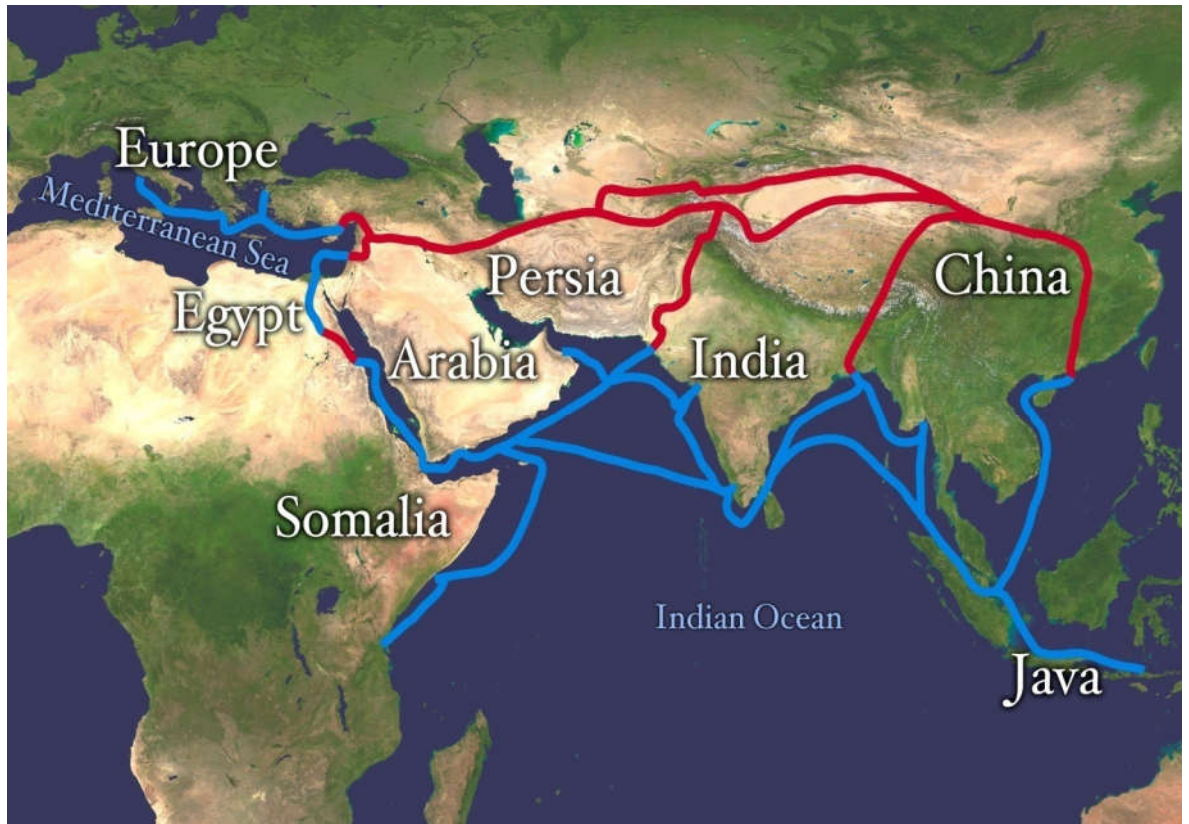 Europe
Mediterranean Sea
Egypt
Persia
China
Arabia
India
Somalia
Indian Ocean
Java